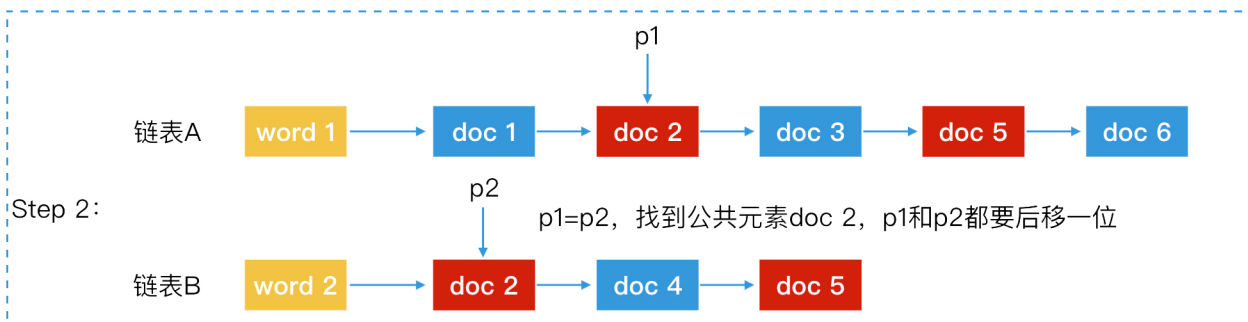 p1
链表A
word 1
doc 1
doc 2
doc 3
doc 5
doc 6
p2
Step 2：
p1=p2，找到公共元素doc 2，p1和p2都要后移一位
链表B
word 2
doc 2
doc 4
doc 5